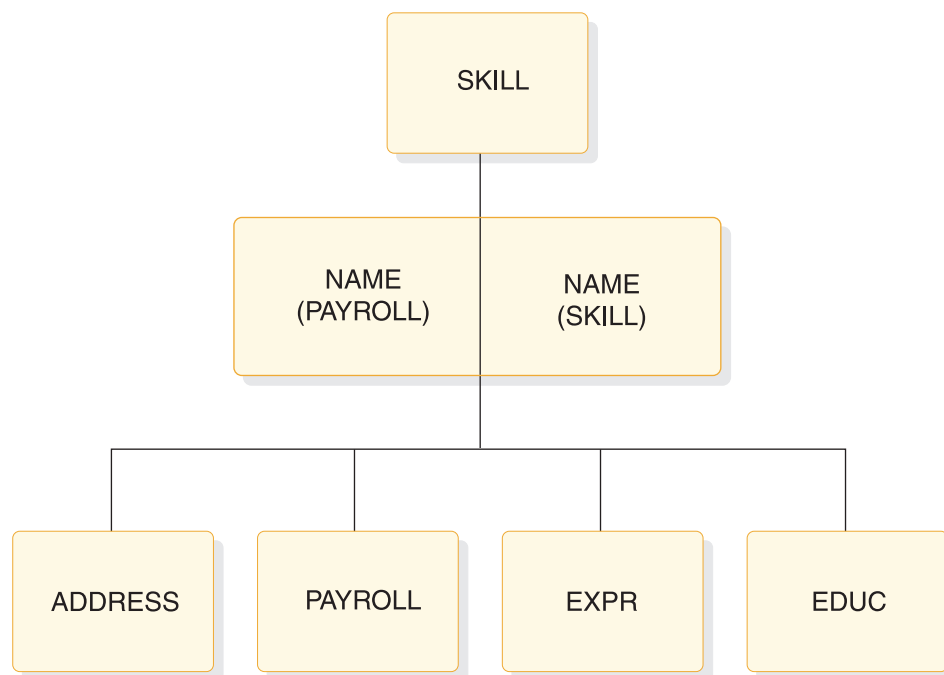 SKILL
NAME
(PAYROLL)
NAME
(SKILL)
ADDRESS
PAYROLL
EXPR
EDUC